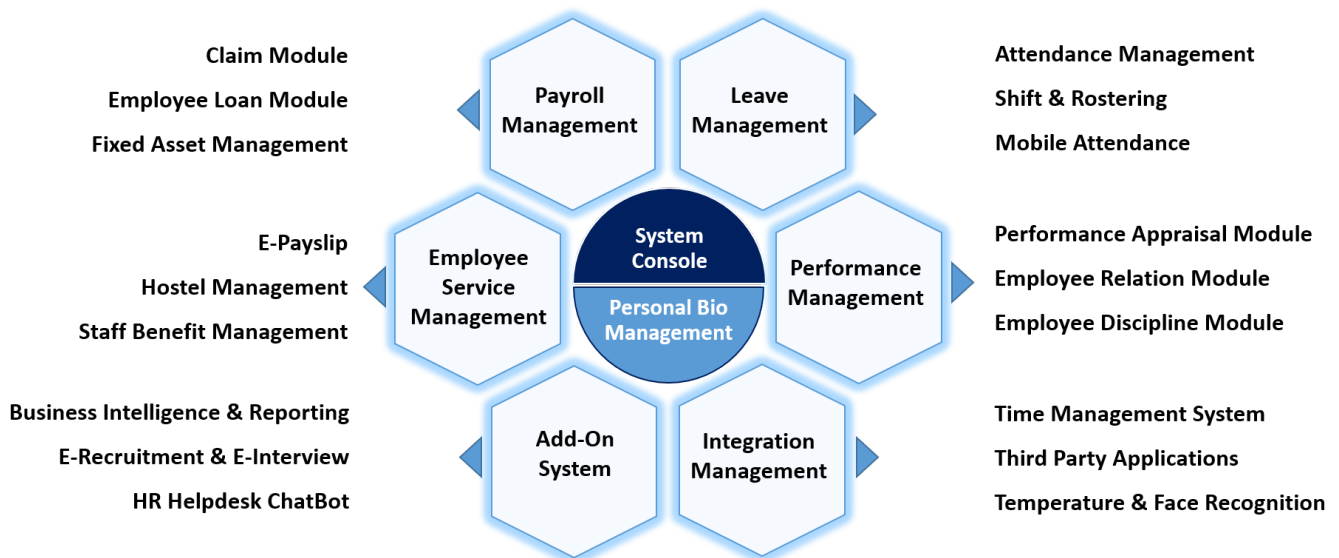 Claim Module
Employee Loan Module
Fixed Asset Management
Payroll
Management
Leave
Management
Attendance Management
Shift & Rostering
Mobile Attendance
E-Payslip
Hostel Management
Staff Benefit Management
Employee
Service
Management
System
Console
Personal Bio
Management
Performance
Management
Performance Appraisal Module
Employee Relation Module
Employee Discipline Module
Business Intelligence & Reporting
E-Recruitment & E-Interview
HR Helpdesk ChatBot
Add-On
System
Integration
Management
Time Management System
Third Party Applications
Temperature & Face Recognition